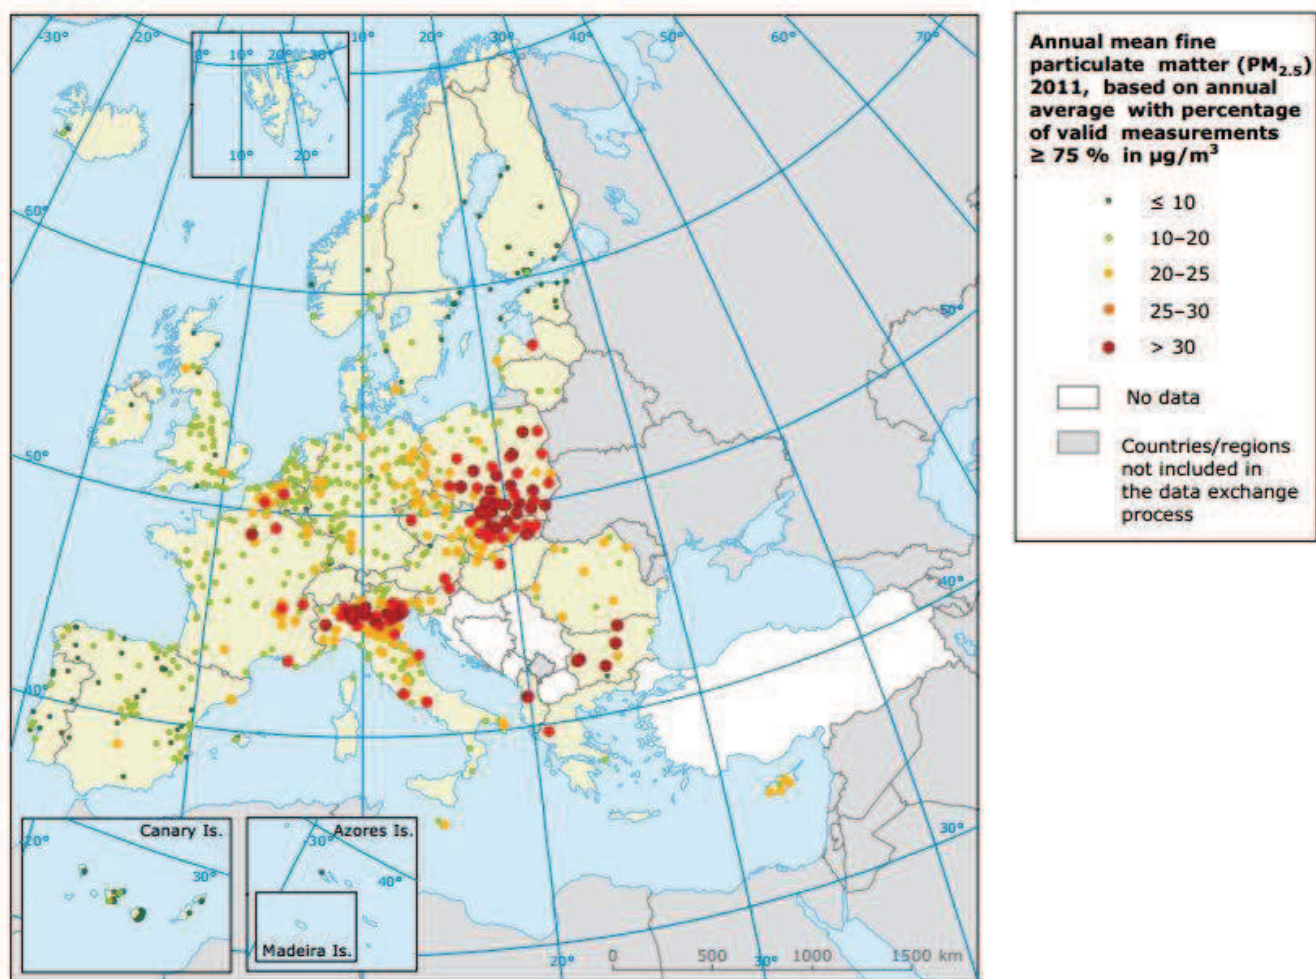 -30°
-20°
0°
10°
20°
30°
10°
20°
30°
60°
70°
10°
20°
60°
50°
50°
40°
40°
Canary Is.
20°
30°
Azores Is.
-30°
40°
Madeira Is.
30°
0
500
1000
1500 km
20°
30°
Annual mean fine
particulate matter (PM2.5)
2011, based on annual
average with percentage
of valid measurements
≥ 75 % in µg/m³
≤ 10
10–20
20–25
25–30
> 30
No data
Countries/regions
not included in
the data exchange
process